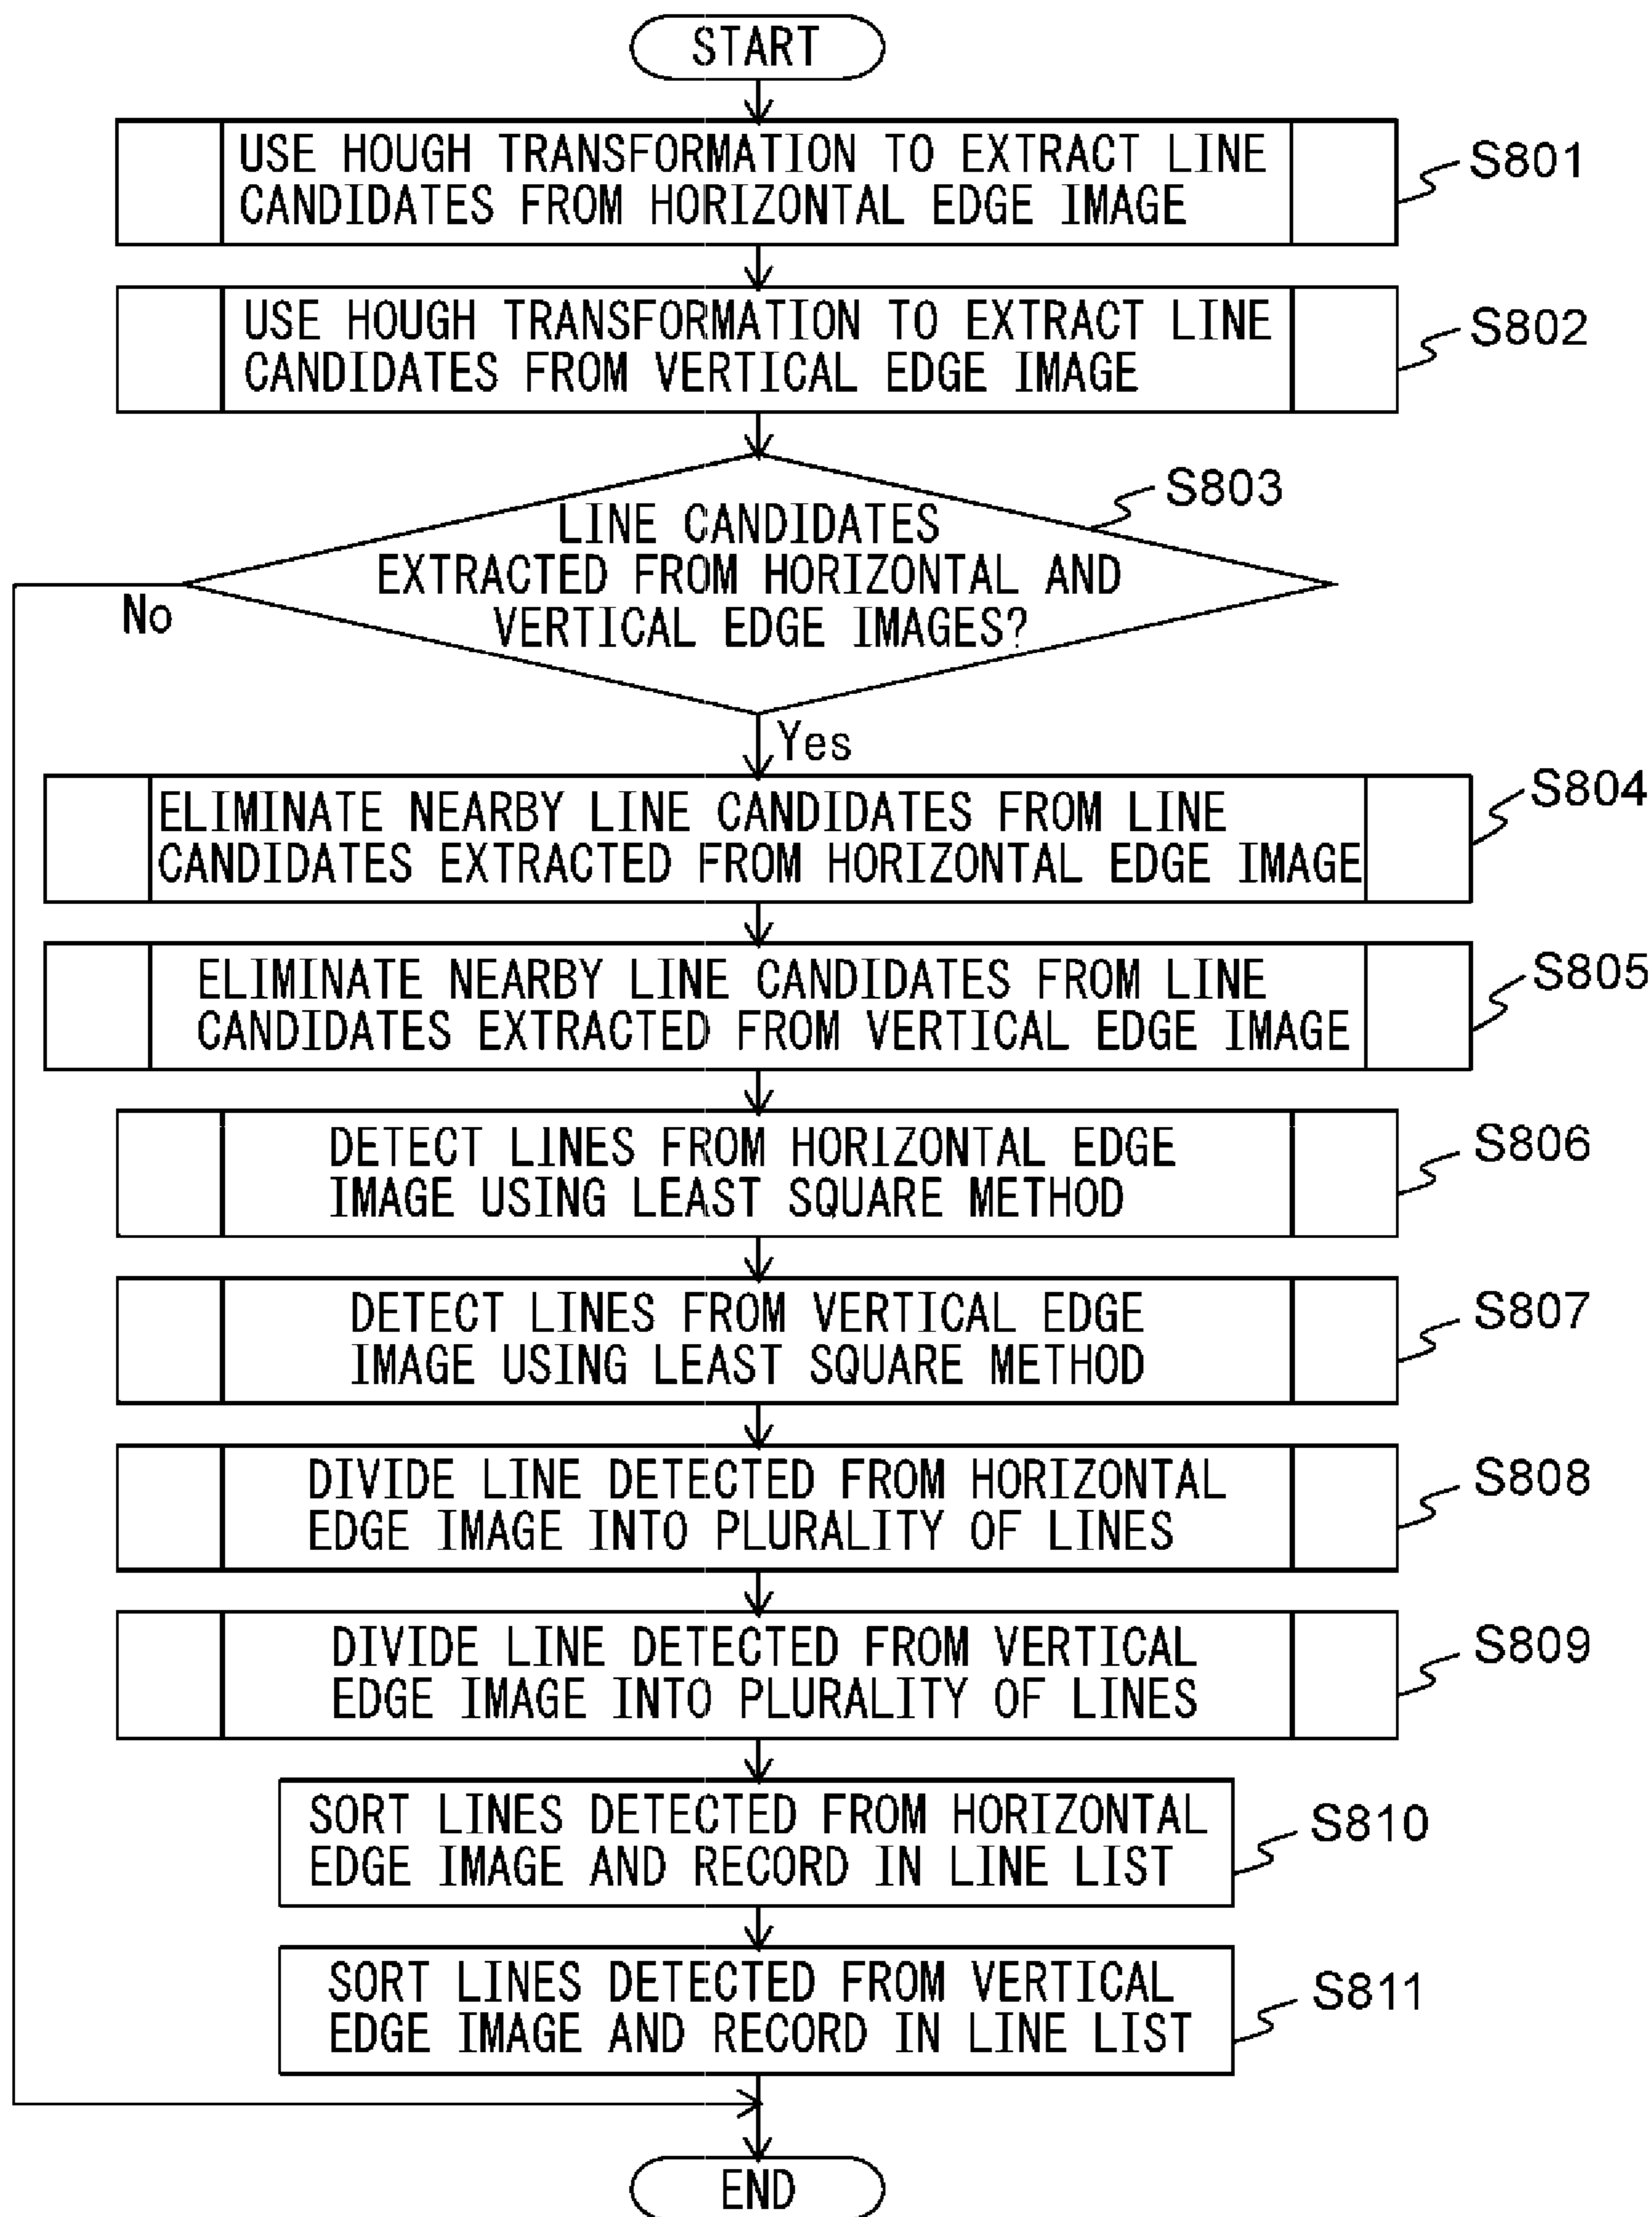 START
USE HOUGH TRANSFORMATION TO EXTRACT LINE
CANDIDATES FROM HORIZONTAL EDGE IMAGE
S801
USE HOUGH TRANSFORMATION TO EXTRACT LINE
CANDIDATES FROM VERTICAL EDGE IMAGE
S802
S803
LINE CANDIDATES
EXTRACTED FROM HORIZONTAL AND
VERTICAL EDGE IMAGES?
No
Yes
ELIMINATE NEARBY LINE CANDIDATES FROM LINE
CANDIDATES EXTRACTED FROM HORIZONTAL EDGE IMAGE
S804
ELIMINATE NEARBY LINE CANDIDATES FROM LINE
CANDIDATES EXTRACTED FROM VERTICAL EDGE IMAGE
S805
DETECT LINES FROM HORIZONTAL EDGE
IMAGE USING LEAST SQUARE METHOD
S806
DETECT LINES FROM VERTICAL EDGE
IMAGE USING LEAST SQUARE METHOD
S807
DIVIDE LINE DETECTED FROM HORIZONTAL
EDGE IMAGE INTO PLURALITY OF LINES
S808
DIVIDE LINE DETECTED FROM VERTICAL
EDGE IMAGE INTO PLURALITY OF LINES
S809
SORT LINES DETECTED FROM HORIZONTAL
EDGE IMAGE AND RECORD IN LINE LIST
S810
SORT LINES DETECTED FROM VERTICAL
EDGE IMAGE AND RECORD IN LINE LIST
S811
END